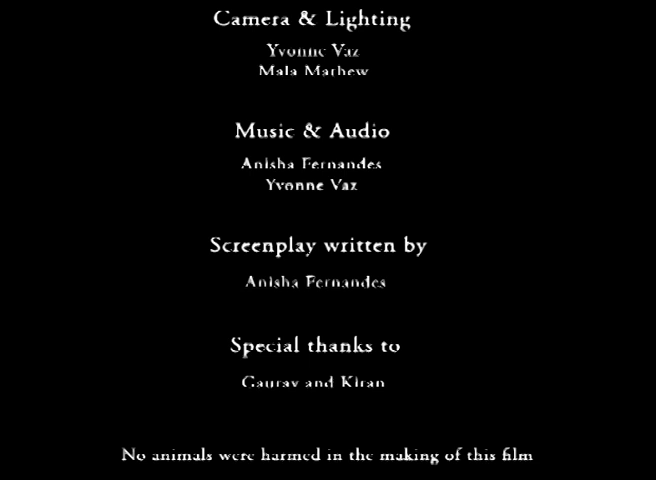 Camera & Lighting
Yvonne Vaz
Mala Mathew
Music & Audio
Anisha Fernandes
Yvonne Vaz
Screenplay written by
Anisha Fernandes
Special thanks to
Gaurav and Kiran
No animals were harmed in the making of this film